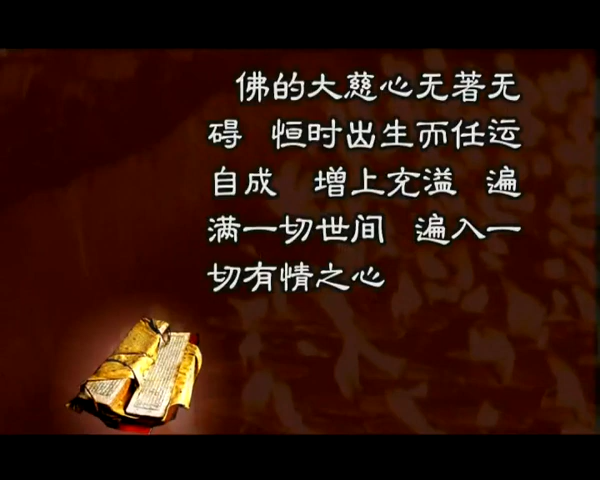 佛的大慈心无著无
碍 恒时出生而任运
自成 增上充溢 遍
满一切世间 遍入一
切有情之心